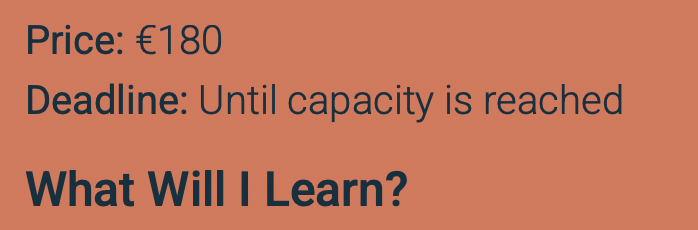 Price: €180
Deadline: Until capacity is reached
What Will I Learn?